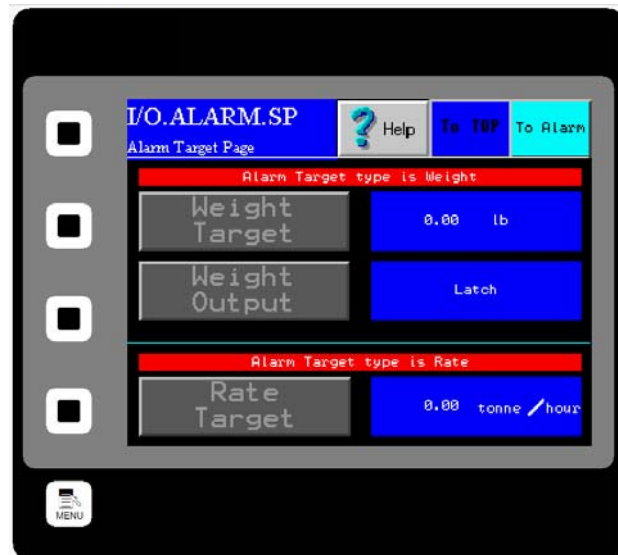 I/O.ALARM.SP
Alarm Target Page
Help
To TOP
To Alarm
Alarm Target type is Weight
Weight
Target
0.00 lb
Weight
Output
Latch
Alarm Target type is Rate
Rate
Target
0.00 tonne /hour
MENU